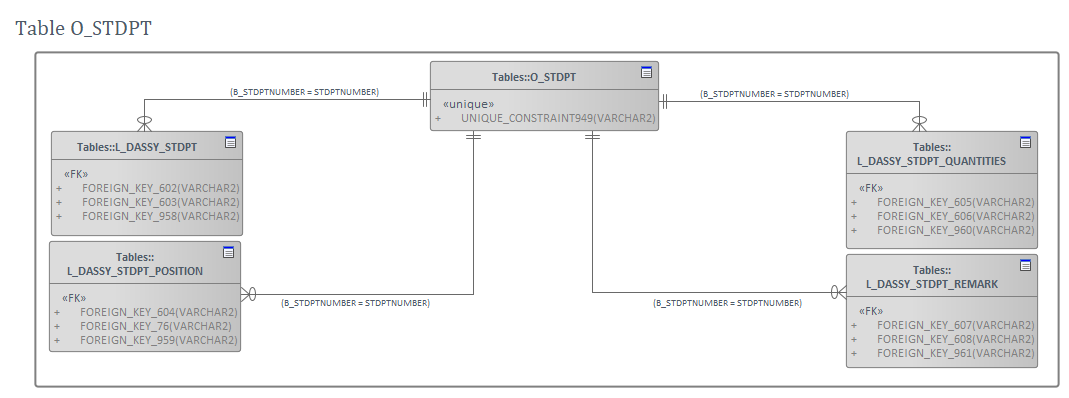 Table O_STDPT
Tables::O_STDPT
«unique»
+ UNIQUE_CONSTRAINT949(VARCHAR2)
(B_STDPTNUMBER = STDPTNUMBER)
(B_STDPTNUMBER = STDPTNUMBER)
Tables::L_DASSY_STDPT
«FK»
+ FOREIGN_KEY_602(VARCHAR2)
+ FOREIGN_KEY_603(VARCHAR2)
+ FOREIGN_KEY_958(VARCHAR2)
Tables::
L_DASSY_STDPT_QUANTITIES
«FK»
+ FOREIGN_KEY_605(VARCHAR2)
+ FOREIGN_KEY_606(VARCHAR2)
+ FOREIGN_KEY_960(VARCHAR2)
Tables::
L_DASSY_STDPT_POSITION
«FK»
+ FOREIGN_KEY_604(VARCHAR2)
+ FOREIGN_KEY_76(VARCHAR2)
+ FOREIGN_KEY_959(VARCHAR2)
(B_STDPTNUMBER = STDPTNUMBER)
(B_STDPTNUMBER = STDPTNUMBER)
Tables::
L_DASSY_STDPT_REMARK
«FK»
+ FOREIGN_KEY_607(VARCHAR2)
+ FOREIGN_KEY_608(VARCHAR2)
+ FOREIGN_KEY_961(VARCHAR2)